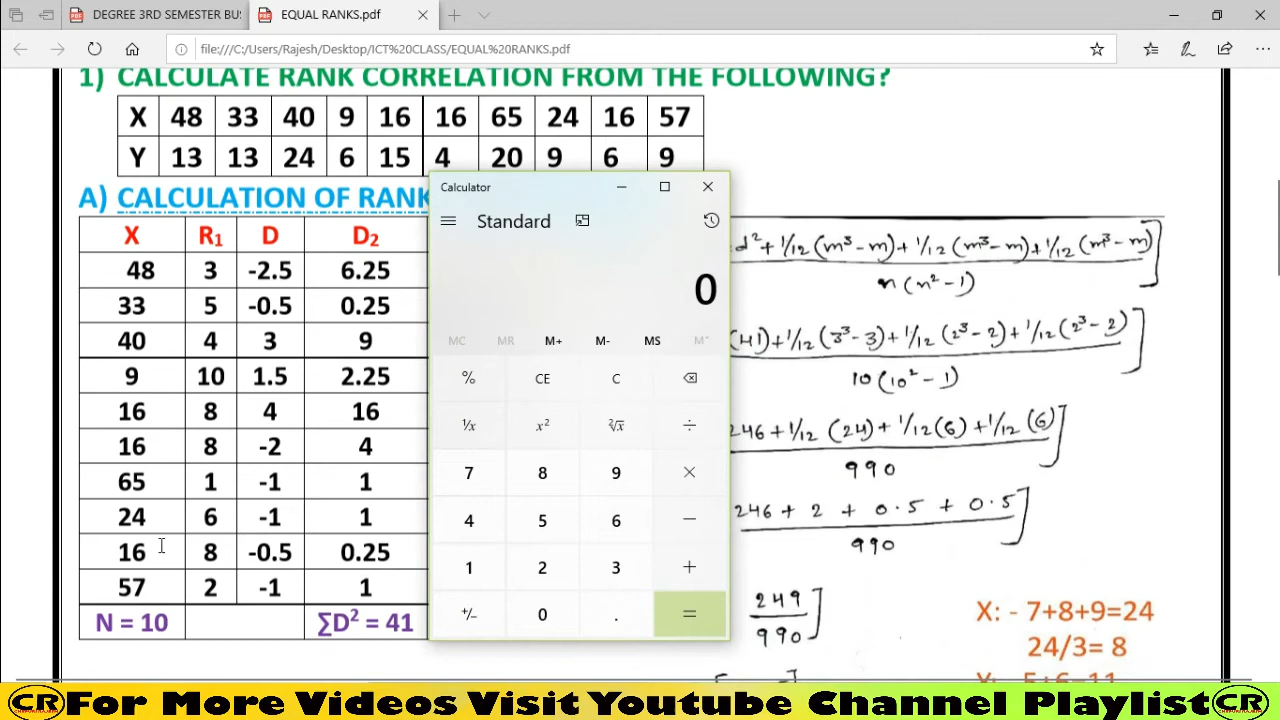 DEGREE 3RD SEMESTER BUS
EQUAL RANKS.pdf
file:///C:/Users/Rajesh/Desktop/ICT%20CLASS/EQUAL%20RANKS.pdf
1) CALCULATE RANK CORRELATION FROM THE FOLLOWING?
X 48 33 40 9 16 16 65 24 16 57
Y 13 13 24 6 15 4 20 9 6 9
A) CALCULATION OF RANK
X R₁ D D₂
48 3 -2.5 6.25
33 5 -0.5 0.25
40 4 3 9
9 10 1.5 2.25
16 8 4 16
16 8 -2 4
65 1 -1 1
24 6 -1 1
16 8 -0.5 0.25
57 2 -1 1
N = 10 ∑D² = 41
Calculator
Standard
0
MC MR M+ M- MS M˅
% CE C
¹/x x² ²√x ÷
7 8 9 ×
4 5 6 −
1 2 3 +
+/− 0 . =
d² + 1/12 (m³ − m) + 1/12 (m³ − m) + 1/12 (m³ − m)]
n (n² − 1)
(41) + 1/12 (3³ − 3) + 1/12 (2³ − 2) + 1/12 (2³ − 2)]
10 (10² − 1)
246 + 1/12 (24) + 1/12 (6) + 1/12 (6)]
990
246 + 2 + 0.5 + 0.5]
990
249]
990
X: - 7+8+9=24
24/3= 8
Y: - 5+6=11
CR For More Videos Visit Youtube Channel Playlist CR